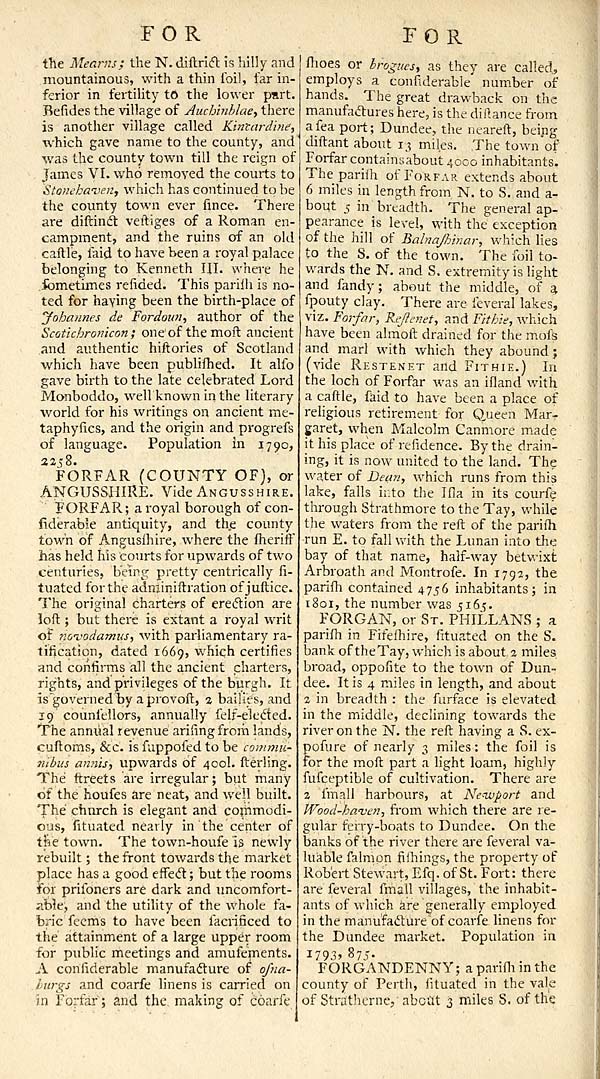 FOR
the Mearns; the N. diſtrict is hilly and
mountainous, with a thin ſoil, far in-
ferior in fertility to the lower part.
Beſides the village of Auchinblae, there
is another village called Kincardine,
which gave name to the county, and
was the county town till the reign of
James VI. who removed the courts to
Stonehaven, which has continued to be
the county town ever ſince. There
are diſtinct veſtiges of a Roman en-
campment, and the ruins of an old
caſtle, ſaid to have been a royal palace
belonging to Kenneth III. where he
ſometimes reſided. This pariſh is no-
ted for having been the birth-place of
Johannes de Fordoun, author of the
Scotichronicon; one of the moſt ancient
and authentic hiſtories of Scotland
which have been publiſhed. It alſo
gave birth to the late celebrated Lord
Monboddo, well known in the literary
world for his writings on ancient me-
taphyſics, and the origin and progreſs
of language. Population in 1790,
2258.
FORFAR (COUNTY OF), or
ANGUSSHIRE. Vide ANGUSSHIRE.
FORFAR; a royal borough of con-
ſiderable antiquity, and the county
town of Angusſhire, where the ſheriff
has held his courts for upwards of two
centuries, being pretty centrically ſi-
tuated for the adminiſtration of juſtice.
The original charters of erection are
loſt; but there is extant a royal writ
of novodamus, with parliamentary ra-
tification, dated 1669, which certifies
and confirms all the ancient charters,
rights, and privileges of the burgh. It
is governed by a provoſt, 2 bailies, and
19 counſellors, annually ſelf-elected.
The annual revenue ariſing from lands,
cuſtoms, &c. is ſuppoſed to be commu-
nibus annis, upwards of 400l. ſterling.
The ſtreets are irregular; but many
of the houſes are neat, and well built.
The church is elegant and commodi-
ous, ſituated nearly in the center of
the town. The town-houſe is newly
rebuilt; the front towards the market
place has a good effect; but the rooms
for priſoners are dark and uncomfort-
able, and the utility of the whole fa-
bric ſeems to have been ſacrificed to
the attainment of a large upper room
for public meetings and amuſements.
A conſiderable manufacture of oſna-
burgs and coarſe linens is carried on
in Forfar; and the making of coarſe
FOR
ſhoes or brogues, as they are called,
employs a conſiderable number of
hands. The great drawback on the
manufactures here, is the diſtance from
a ſea port; Dundee, the neareſt, being
diſtant about 13 miles. The town of
Forfar contains about 4000 inhabitants.
The pariſh of FORFAR extends about
6 miles in length from N. to S. and a-
bout 5 in breadth. The general ap-
pearance is level, with the exception
of the hill of Balnaſhinar, which lies
to the S. of the town. The ſoil to-
wards the N. and S. extremity is light
and ſandy; about the middle, of a
ſpouty clay. There are ſeveral lakes,
viz. Forfar, Reſtenet, and Fithie, which
have been almoſt drained for the moſs
and marl with which they abound;
(vide RESTENET and FITHIE.) In
the loch of Forfar was an iſland with
a caſtle, ſaid to have been a place of
religious retirement for Queen Mar-
garet, when Malcolm Canmore made
it his place of reſidence. By the drain-
ing, it is now united to the land. The
water of Dean, which runs from this
lake, falls into the Iſla in its courſe
through Strathmore to the Tay, while
the waters from the reſt of the pariſh
run E. to fall with the Lunan into the
bay of that name, half-way betwixt
Arbroath and Montroſe. In 1792, the
pariſh contained 4756 inhabitants; in
1801, the number was 5165.
FORGAN, or ST. PHILLANS; a
pariſh in Fifeſhire, ſituated on the S.
bank of the Tay, which is about 2 miles
broad, oppoſite to the town of Dun-
dee. It is 4 miles in length, and about
2 in breadth: the ſurface is elevated
in the middle, declining towards the
river on the N. the reſt having a S. ex-
poſure of nearly 3 miles: the ſoil is
for the moſt part a light loam, highly
ſuſceptible of cultivation. There are
2 ſmall harbours, at Newport and
Wood-haven, from which there are re-
gular ferry-boats to Dundee. On the
banks of the river there are ſeveral va-
luable ſalmon fiſhings, the property of
Robert Stewart, Eſq. of St. Fort: there
are ſeveral ſmall villages, the inhabit-
ants of which are generally employed
in the manufacture of coarſe linens for
the Dundee market. Population in
1793, 875.
FORGANDENNY; a pariſh in the
county of Perth, ſituated in the vale
of Stratherne, about 3 miles S. of the